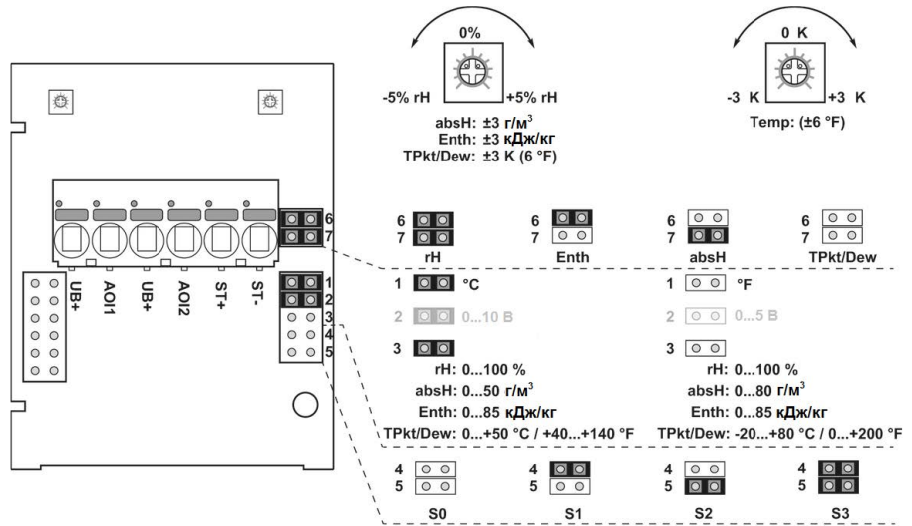 0%
0 K
-5% rH
+5% rH
-3 K
+3 K
absH: ±3 г/м³
Enth: ±3 кДж/кг
TPkt/Dew: ±3 K (6 °F)
Temp: (±6 °F)
6
7
UB+
AOI1
UB+
AOI2
ST+
ST-
1
2
3
4
5
6
7
rH
6
7
Enth
6
7
absH
6
7
TPkt/Dew
1 °C
1 °F
2 0...10 В
2 0...5 В
3
3
rH: 0...100 %
absH: 0...50 г/м³
Enth: 0...85 кДж/кг
TPkt/Dew: 0...+50 °C / +40...+140 °F
rH: 0...100 %
absH: 0...80 г/м³
Enth: 0...85 кДж/кг
TPkt/Dew: -20...+80 °C / 0...+200 °F
4
5
S0
4
5
S1
4
5
S2
4
5
S3